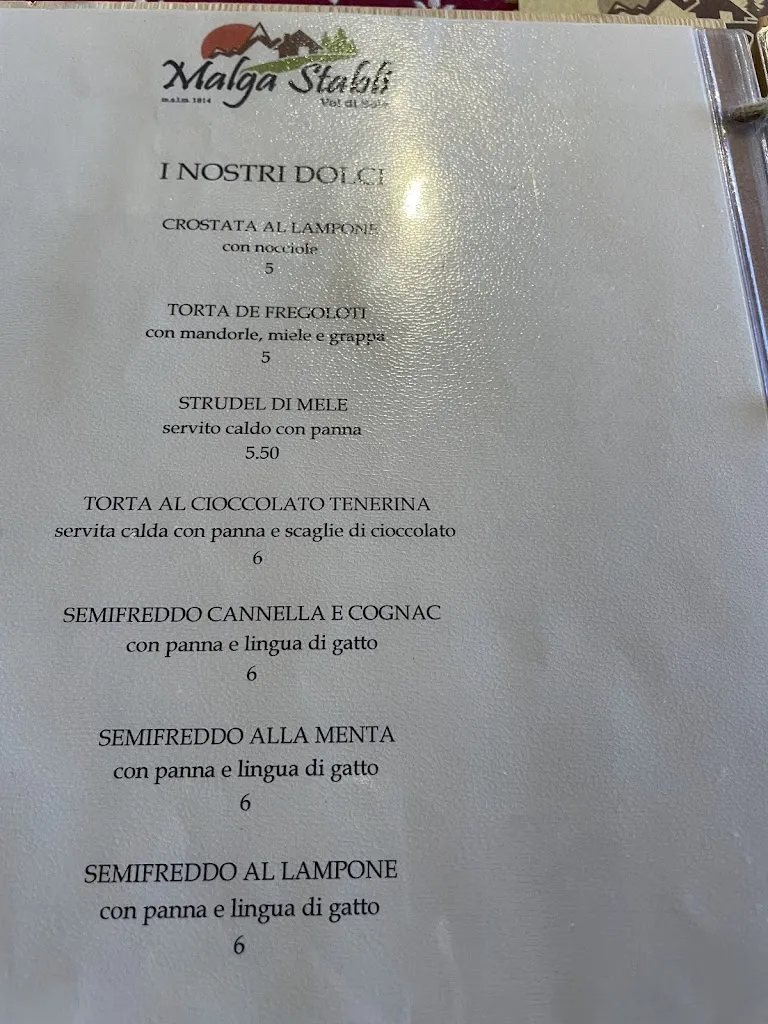 Malga Stabli
m.s.l.m. 1814
Val di Sole
I NOSTRI DOLCI
CROSTATA AL LAMPONE
con nocciole
5
TORTA DE FREGOLOTI
con mandorle, miele e grappa
5
STRUDEL DI MELE
servito caldo con panna
5.50
TORTA AL CIOCCOLATO TENERINA
servita calda con panna e scaglie di cioccolato
6
SEMIFREDDO CANNELLA E COGNAC
con panna e lingua di gatto
6
SEMIFREDDO ALLA MENTA
con panna e lingua di gatto
6
SEMIFREDDO AL LAMPONE
con panna e lingua di gatto
6